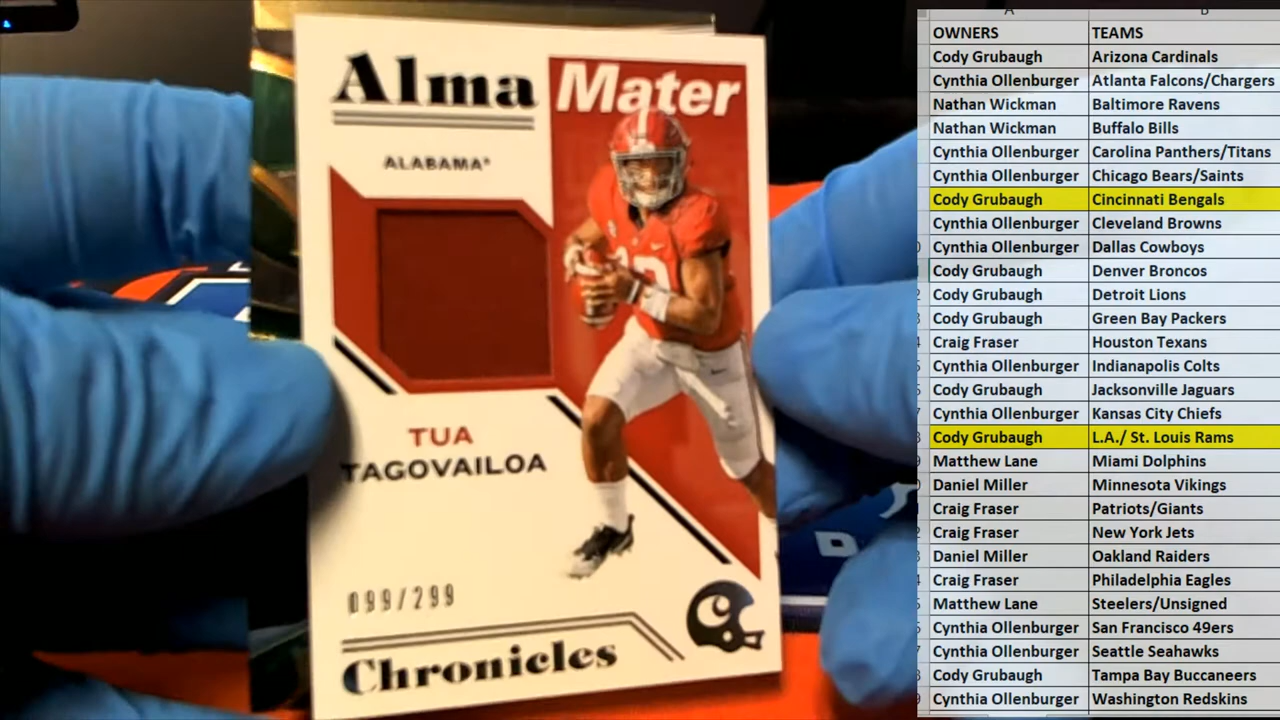 Alma Mater
ALABAMA*
TUA
TAGOVAILOA
099/299
Chronicles
A B
OWNERS TEAMS
Cody Grubaugh Arizona Cardinals
Cynthia Ollenburger Atlanta Falcons/Chargers
Nathan Wickman Baltimore Ravens
Nathan Wickman Buffalo Bills
Cynthia Ollenburger Carolina Panthers/Titans
Cynthia Ollenburger Chicago Bears/Saints
Cody Grubaugh Cincinnati Bengals
Cynthia Ollenburger Cleveland Browns
Cynthia Ollenburger Dallas Cowboys
Cody Grubaugh Denver Broncos
Cody Grubaugh Detroit Lions
Cody Grubaugh Green Bay Packers
Craig Fraser Houston Texans
Cynthia Ollenburger Indianapolis Colts
Cody Grubaugh Jacksonville Jaguars
Cynthia Ollenburger Kansas City Chiefs
Cody Grubaugh L.A./ St. Louis Rams
Matthew Lane Miami Dolphins
Daniel Miller Minnesota Vikings
Craig Fraser Patriots/Giants
Craig Fraser New York Jets
Daniel Miller Oakland Raiders
Craig Fraser Philadelphia Eagles
Matthew Lane Steelers/Unsigned
Cynthia Ollenburger San Francisco 49ers
Cynthia Ollenburger Seattle Seahawks
Cody Grubaugh Tampa Bay Buccaneers
Cynthia Ollenburger Washington Redskins